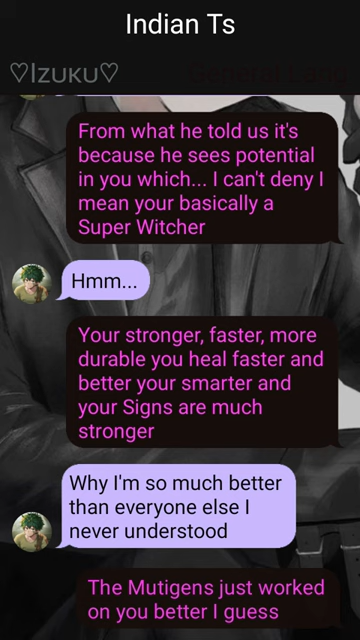 Indian Ts
♡Izuku♡
General Land
From what he told us it's
because he sees potential
in you which... I can't deny I
mean your basically a
Super Witcher
Hmm...
Your stronger, faster, more
durable you heal faster and
better your smarter and
your Signs are much
stronger
Why I'm so much better
than everyone else I
never understood
The Mutigens just worked
on you better I guess